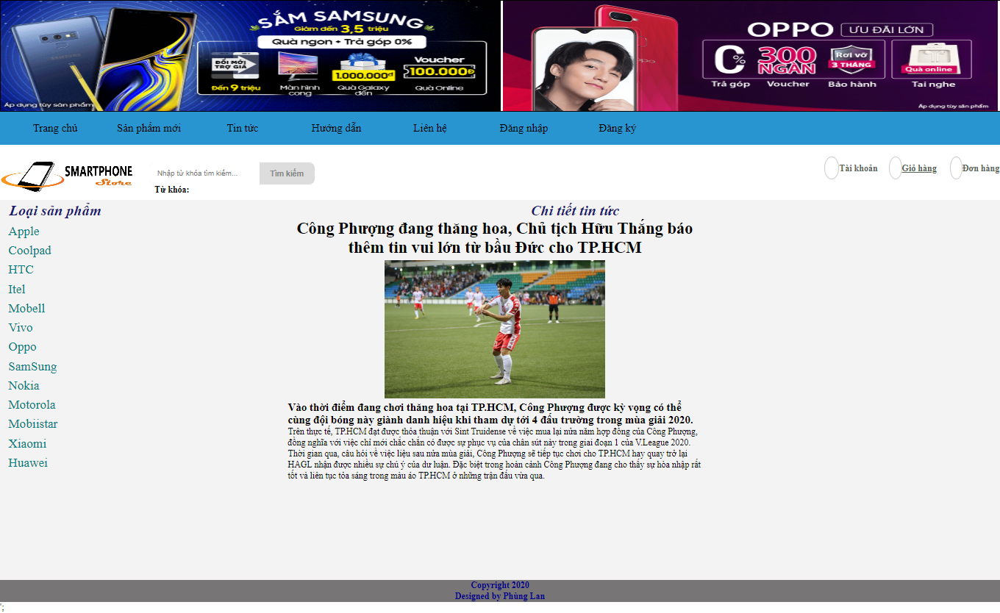 SẮM SAMSUNG
Giảm đến 3,5 triệu
Quà ngon + Trả góp 0%
ĐỔI MỚI
TRỢ GIÁ
Đến 9 triệu
Màn hình
cong
1.000.000đ
Quà Galaxy
đến
Voucher
100.000Đ
Quà Online
SAMSUNG
Áp dụng tùy sản phẩm
OPPO ƯU ĐÃI LỚN
0%
Trả góp
300
NGÀN
Voucher
Rơi vỡ
3 THÁNG
Bảo hành
Quà online
Tai nghe
Áp dụng tùy sản phẩm
Trang chủ Sản phẩm mới Tin tức Hướng dẫn Liên hệ Đăng nhập Đăng ký
SMARTPHONE
Store
Nhập từ khóa tìm kiếm... Tìm kiếm
Từ khóa:
Tài khoản Giỏ hàng Đơn hàng
Loại sản phẩm
Apple
Coolpad
HTC
Itel
Mobell
Vivo
Oppo
SamSung
Nokia
Motorola
Mobiistar
Xiaomi
Huawei
Chi tiết tin tức
Công Phượng đang thăng hoa, Chủ tịch Hữu Thắng báo
thêm tin vui lớn từ bầu Đức cho TP.HCM
Vào thời điểm đang chơi thăng hoa tại TP.HCM, Công Phượng được kỳ vọng có thể
cùng đội bóng này giành danh hiệu khi tham dự tới 4 đấu trường trong mùa giải 2020.
Trên thực tế, TP.HCM đạt được thỏa thuận với Sint Truidense về việc mua lại nửa năm hợp đồng của Công Phượng,
đồng nghĩa với việc chỉ mới chắc chắn có được sự phục vụ của chân sút này trong giai đoạn 1 của V.League 2020.
Thời gian qua, câu hỏi về việc liệu sau nửa mùa giải, Công Phượng sẽ tiếp tục chơi cho TP.HCM hay quay trở lại
HAGL nhận được nhiều sự chú ý của dư luận. Đặc biệt trong hoàn cảnh Công Phượng đang cho thấy sự hòa nhập rất
tốt và liên tục tỏa sáng trong màu áo TP.HCM ở những trận đấu vừa qua.
Copyright 2020
Designed by Phùng Lan
';